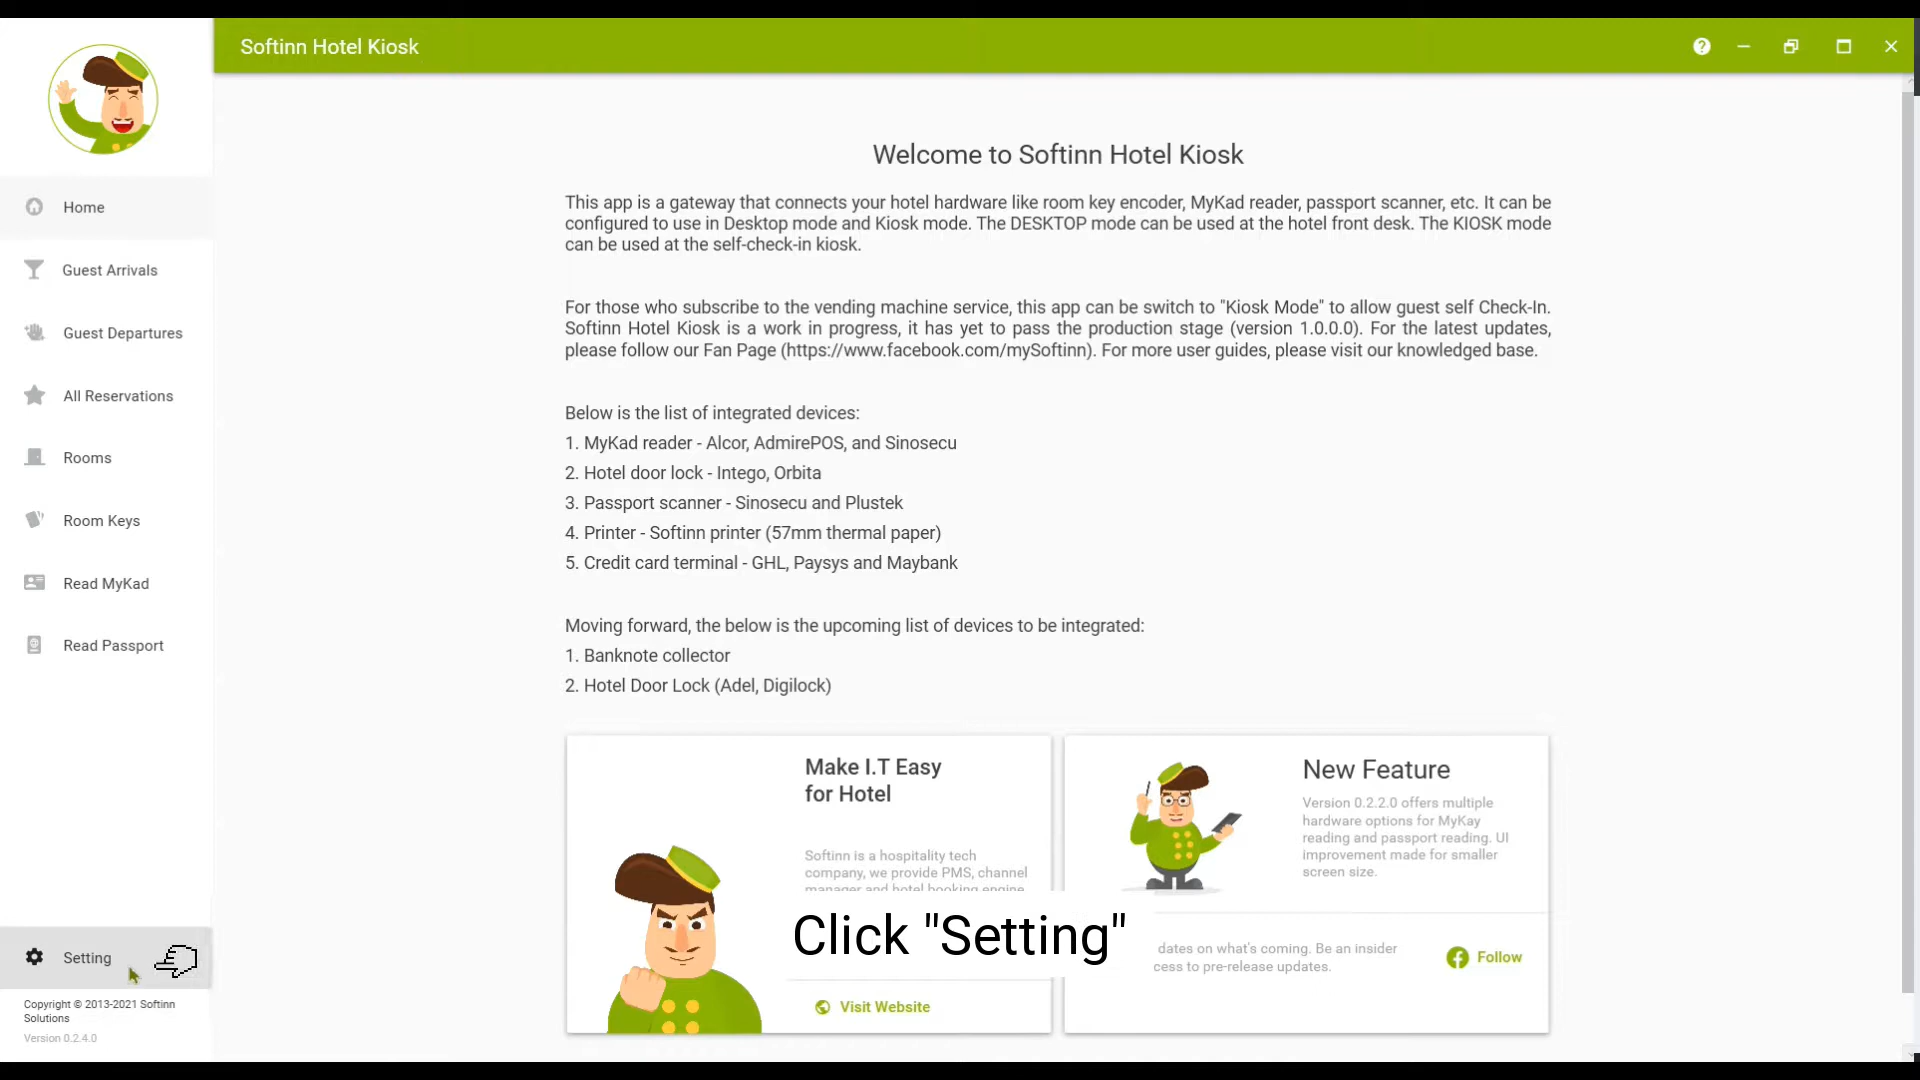 Softinn Hotel Kiosk
Home
Guest Arrivals
Guest Departures
All Reservations
Rooms
Room Keys
Read MyKad
Read Passport
Setting
Copyright © 2013-2021 Softinn
Solutions
Version 0.2.4.0
Welcome to Softinn Hotel Kiosk
This app is a gateway that connects your hotel hardware like room key encoder, MyKad reader, passport scanner, etc. It can be
configured to use in Desktop mode and Kiosk mode. The DESKTOP mode can be used at the hotel front desk. The KIOSK mode
can be used at the self-check-in kiosk.
For those who subscribe to the vending machine service, this app can be switch to "Kiosk Mode" to allow guest self Check-In.
Softinn Hotel Kiosk is a work in progress, it has yet to pass the production stage (version 1.0.0.0). For the latest updates,
please follow our Fan Page (https://www.facebook.com/mySoftinn). For more user guides, please visit our knowledged base.
Below is the list of integrated devices:
1. MyKad reader - Alcor, AdmirePOS, and Sinosecu
2. Hotel door lock - Intego, Orbita
3. Passport scanner - Sinosecu and Plustek
4. Printer - Softinn printer (57mm thermal paper)
5. Credit card terminal - GHL, Paysys and Maybank
Moving forward, the below is the upcoming list of devices to be integrated:
1. Banknote collector
2. Hotel Door Lock (Adel, Digilock)
Make I.T Easy
for Hotel
Softinn is a hospitality tech
company, we provide PMS, channel
manager and hotel booking engine
Visit Website
New Feature
Version 0.2.2.0 offers multiple
hardware options for MyKay
reading and passport reading. UI
improvement made for smaller
screen size.
dates on what's coming. Be an insider
cess to pre-release updates.
Follow
Click "Setting"